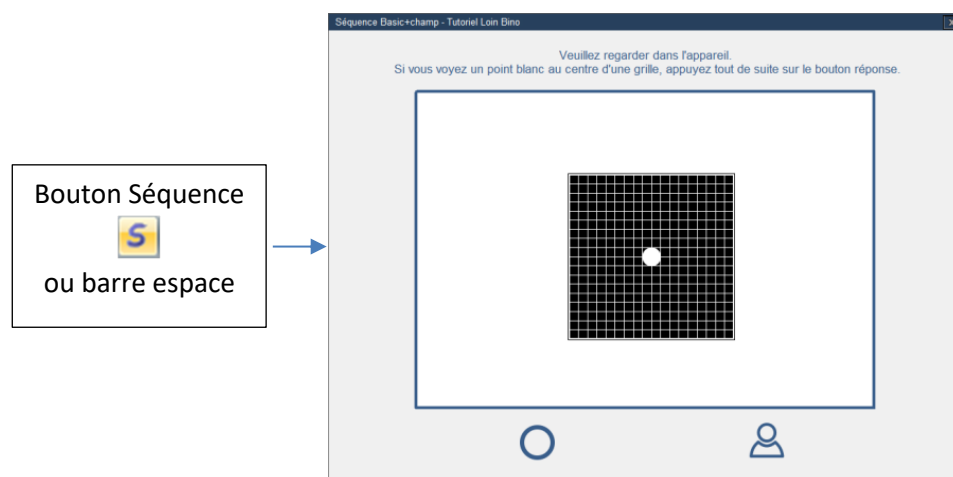 Séquence Basic+champ - Tutoriel Loin Bino
Veuillez regarder dans l'appareil.
Si vous voyez un point blanc au centre d'une grille, appuyez tout de suite sur le bouton réponse.
Bouton Séquence
S
ou barre espace